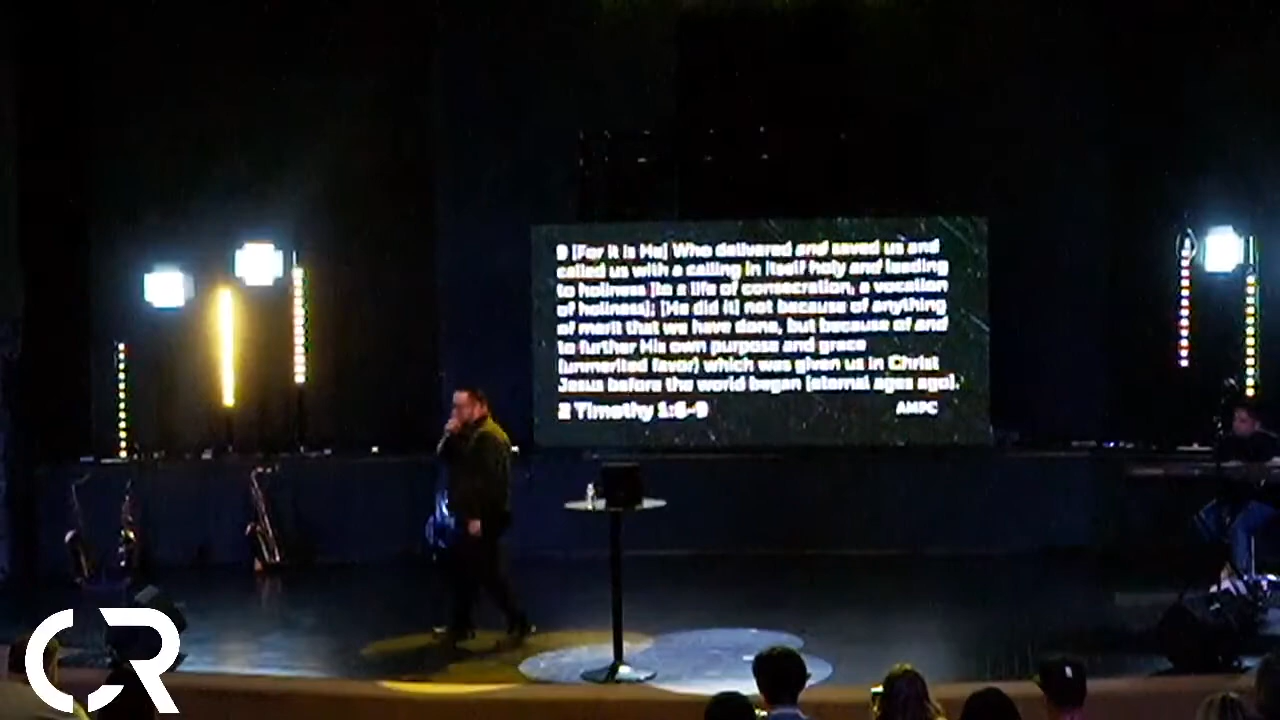 9 [For it is He] Who delivered and saved us and
called us with a calling in itself holy and leading
to holiness [to a life of consecration, a vocation
of holiness]; [He did it] not because of anything
of merit that we have done, but because of and
to further His own purpose and grace
(unmerited favor) which was given us in Christ
Jesus before the world began [eternal ages ago].
2 Timothy 1:6-9
AMPC
CR